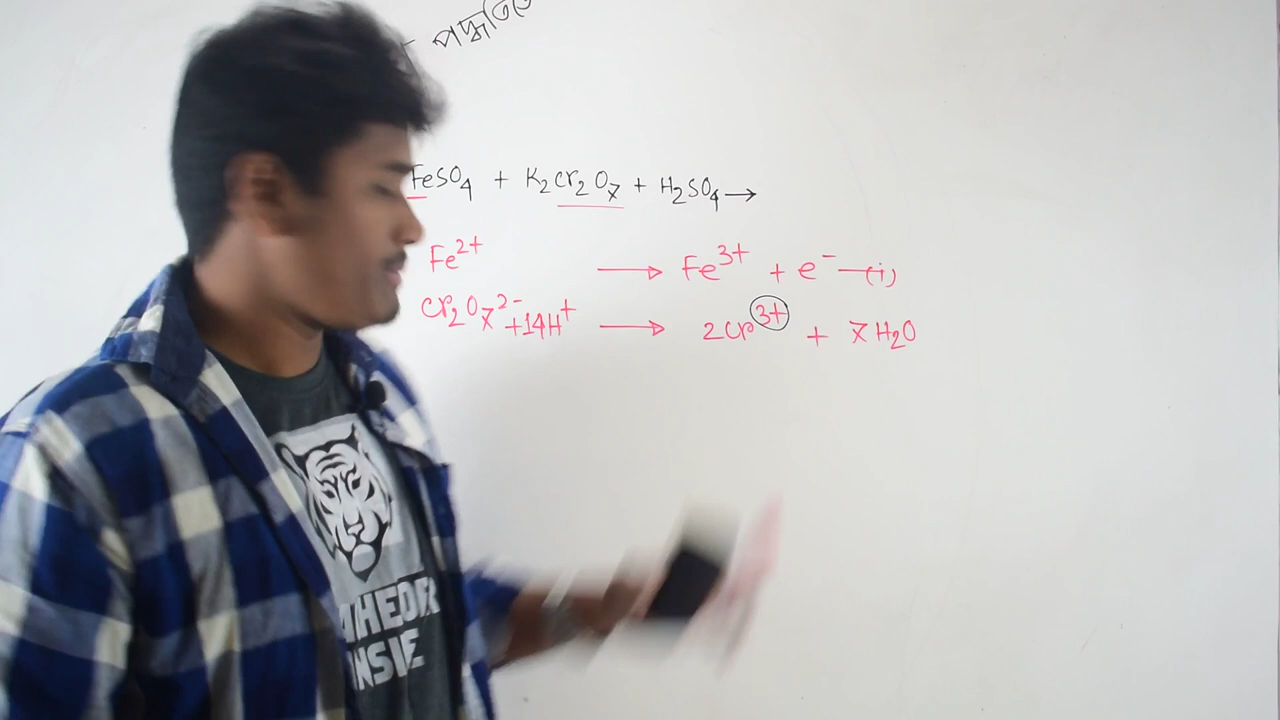 পদ্ধতিতে
FeSO₄ + K₂Cr₂O₇ + H₂SO₄ →
Fe²⁺ → Fe³⁺ + e⁻ —(i)
Cr₂O₇²⁻ + 14H⁺ → 2Cr³⁺ + 7H₂O